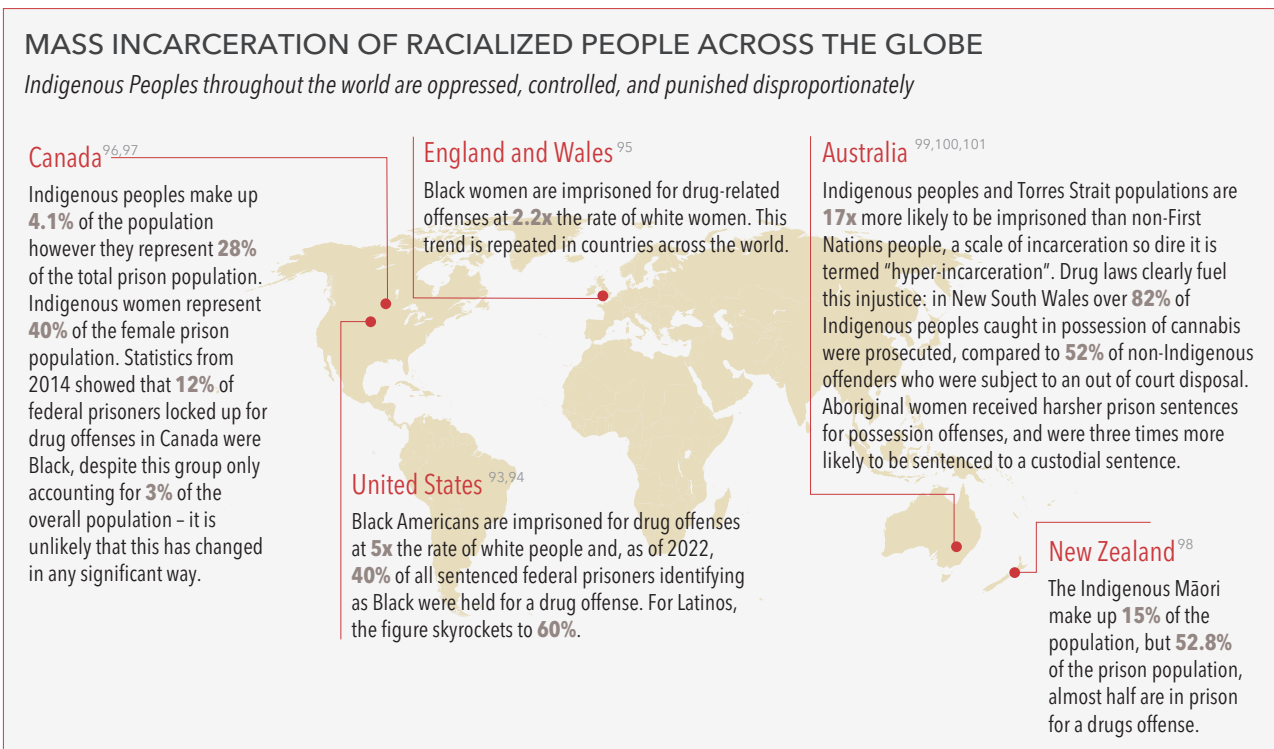 MASS INCARCERATION OF RACIALIZED PEOPLE ACROSS THE GLOBE
Indigenous Peoples throughout the world are oppressed, controlled, and punished disproportionately
Canada 96,97
Indigenous peoples make up
4.1% of the population
however they represent 28%
of the total prison population.
Indigenous women represent
40% of the female prison
population. Statistics from
2014 showed that 12% of
federal prisoners locked up for
drug offenses in Canada were
Black, despite this group only
accounting for 3% of the
overall population – it is
unlikely that this has changed
in any significant way.
England and Wales 95
Black women are imprisoned for drug-related
offenses at 2.2x the rate of white women. This
trend is repeated in countries across the world.
United States 93,94
Black Americans are imprisoned for drug offenses
at 5x the rate of white people and, as of 2022,
40% of all sentenced federal prisoners identifying
as Black were held for a drug offense. For Latinos,
the figure skyrockets to 60%.
Australia 99,100,101
Indigenous peoples and Torres Strait populations are
17x more likely to be imprisoned than non-First
Nations people, a scale of incarceration so dire it is
termed “hyper-incarceration”. Drug laws clearly fuel
this injustice: in New South Wales over 82% of
Indigenous peoples caught in possession of cannabis
were prosecuted, compared to 52% of non-Indigenous
offenders who were subject to an out of court disposal.
Aboriginal women received harsher prison sentences
for possession offenses, and were three times more
likely to be sentenced to a custodial sentence.
New Zealand 98
The Indigenous Māori
make up 15% of the
population, but 52.8%
of the prison population,
almost half are in prison
for a drugs offense.